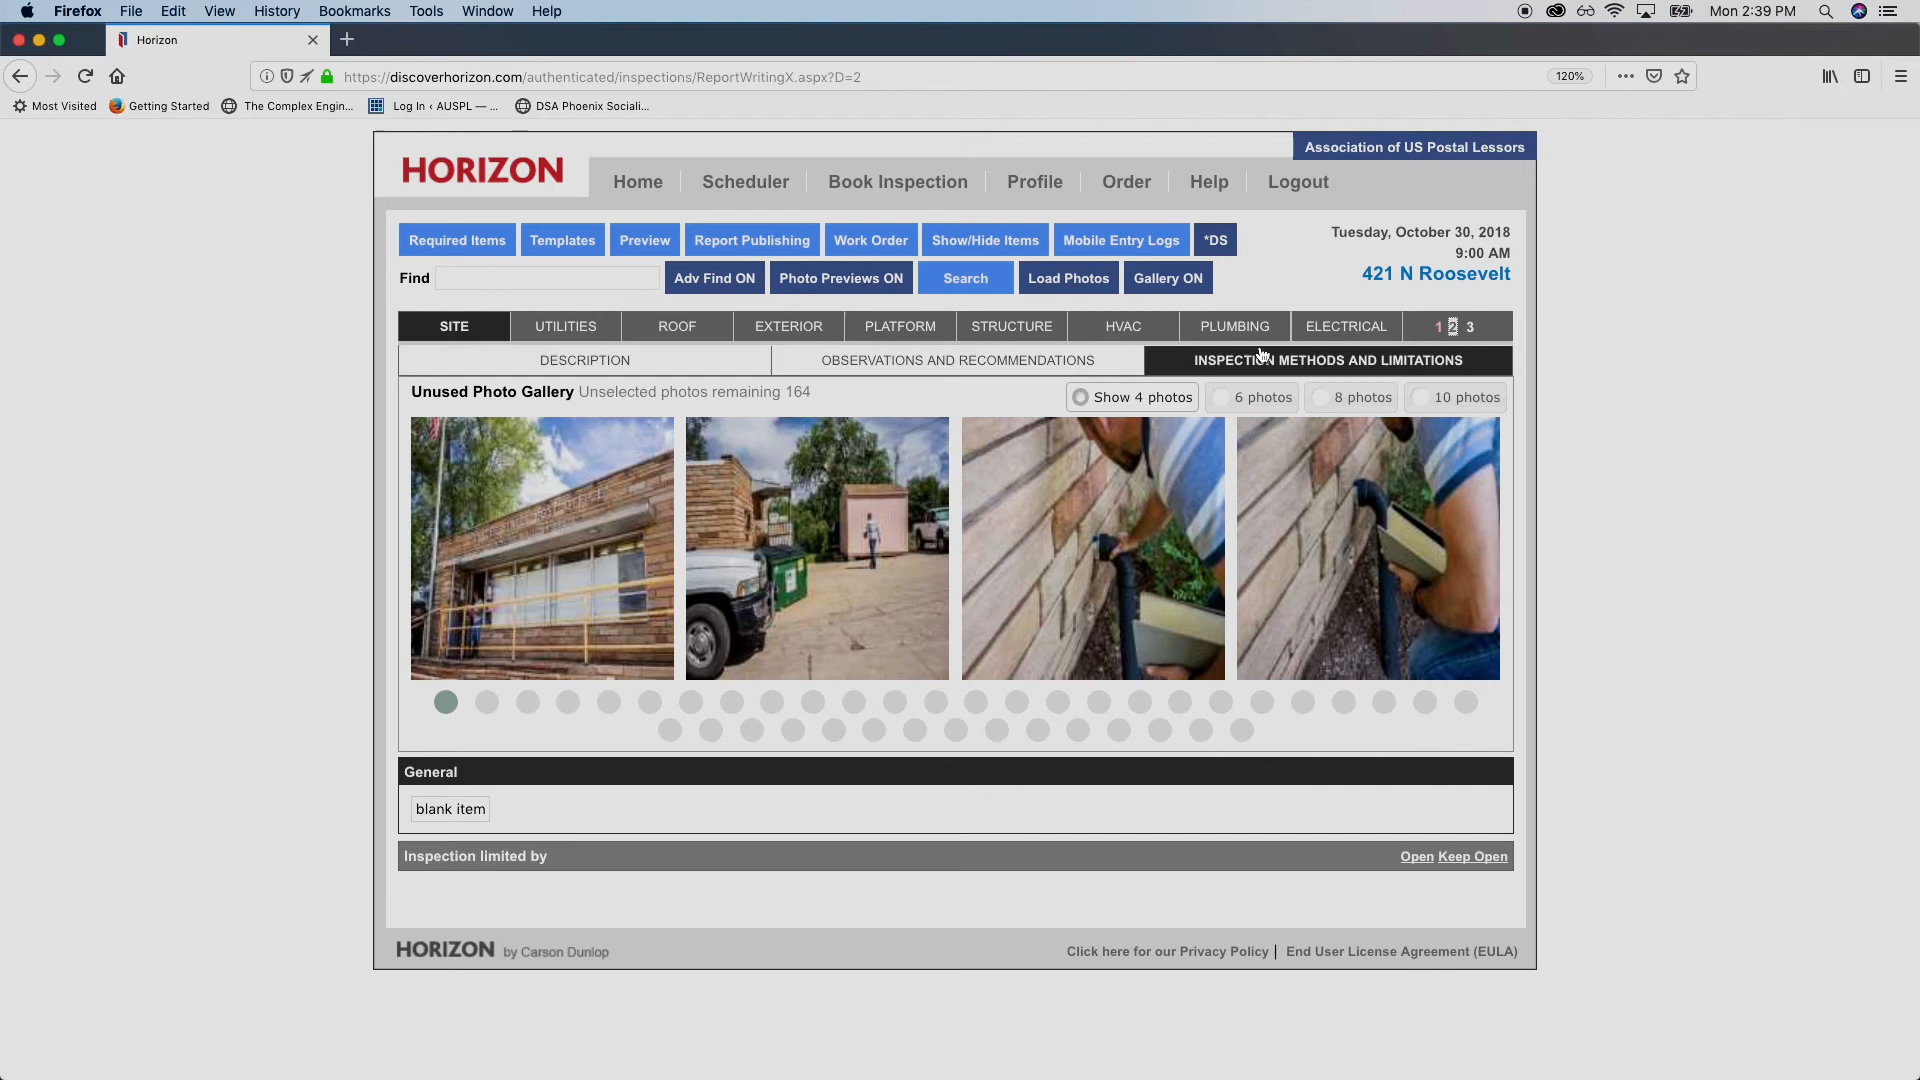 Firefox File Edit View History Bookmarks Tools Window Help Mon 2:39 PM
Horizon
https://discoverhorizon.com/authenticated/inspections/ReportWritingX.aspx?D=2 120%
Most Visited Getting Started The Complex Engin... Log In ‹ AUSPL — ... DSA Phoenix Sociali...
Association of US Postal Lessors
HORIZON
Home Scheduler Book Inspection Profile Order Help Logout
Required Items Templates Preview Report Publishing Work Order Show/Hide Items Mobile Entry Logs *DS
Tuesday, October 30, 2018
9:00 AM
421 N Roosevelt
Find Adv Find ON Photo Previews ON Search Load Photos Gallery ON
SITE UTILITIES ROOF EXTERIOR PLATFORM STRUCTURE HVAC PLUMBING ELECTRICAL 1 2 3
DESCRIPTION OBSERVATIONS AND RECOMMENDATIONS INSPECTION METHODS AND LIMITATIONS
Unused Photo Gallery Unselected photos remaining 164
Show 4 photos 6 photos 8 photos 10 photos
General
blank item
Inspection limited by Open Keep Open
HORIZON by Carson Dunlop
Click here for our Privacy Policy | End User License Agreement (EULA)